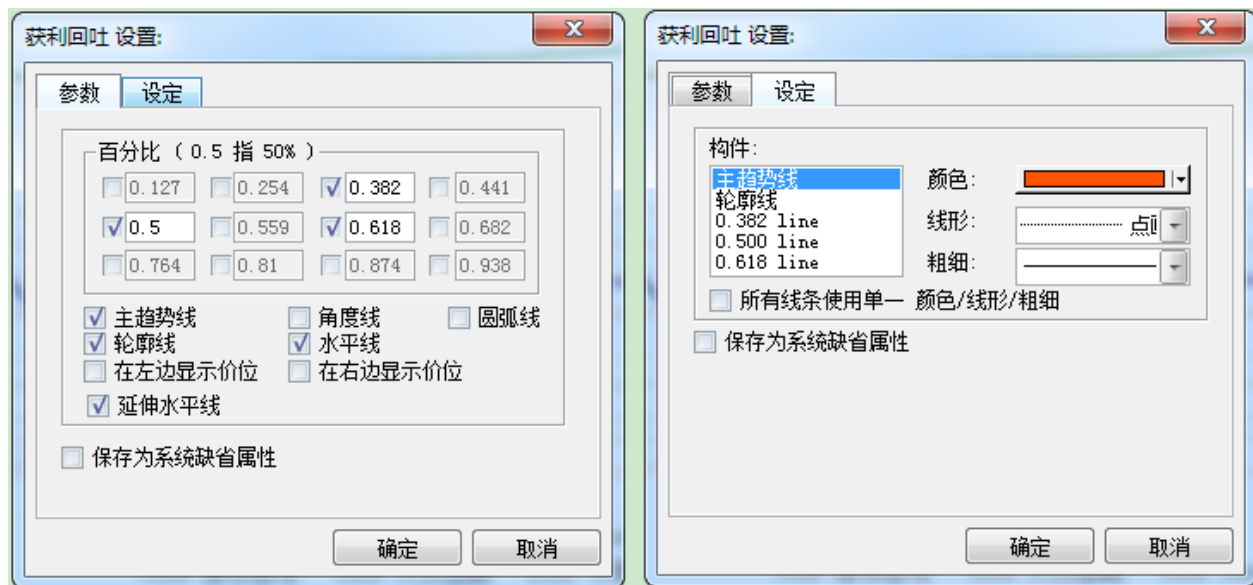 获利回吐 设置:
参数 设定
百分比 ( 0.5 指 50% )
0.127 0.254 0.382 0.441
0.5 0.559 0.618 0.682
0.764 0.81 0.874 0.938
主趋势线 角度线 圆弧线
轮廓线 水平线
在左边显示价位 在右边显示价位
延伸水平线
保存为系统缺省属性
确定 取消
获利回吐 设置:
参数 设定
构件:
主趋势线
轮廓线
0.382 line
0.500 line
0.618 line
颜色:
线形: 点
粗细:
所有线条使用单一 颜色/线形/粗细
保存为系统缺省属性
确定 取消